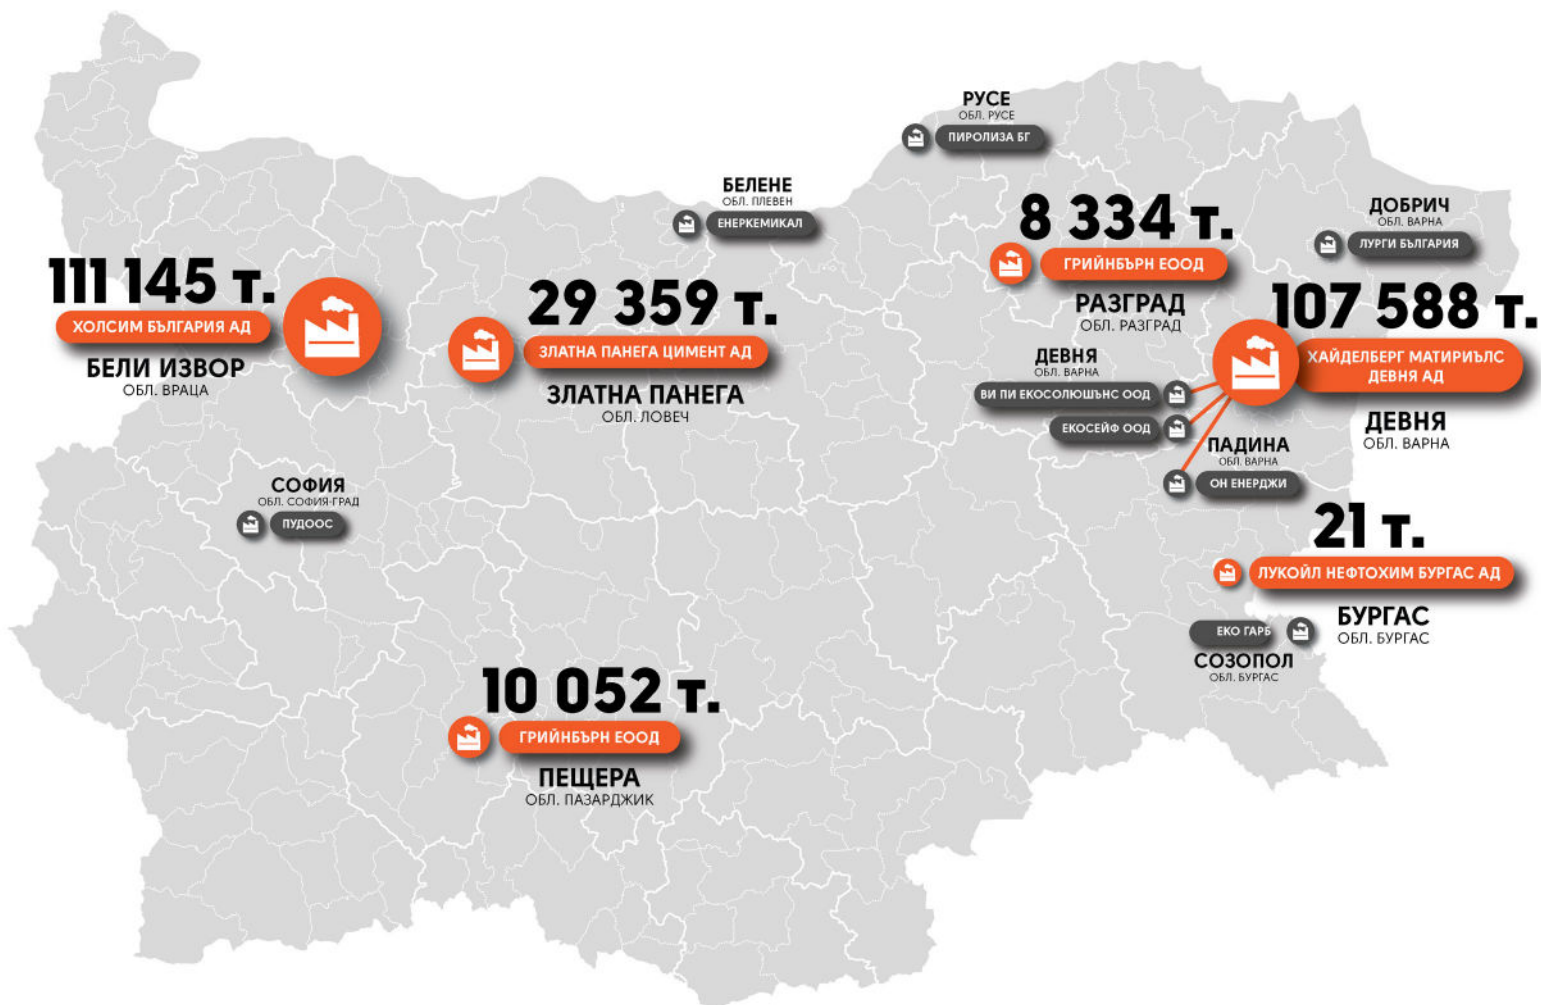 РУСЕ
ОБЛ. РУСЕ
ПИРОЛИЗА БГ
БЕЛЕНЕ
ОБЛ. ПЛЕВЕН
ЕНЕРКЕМИКАЛ
8 334 т.
ГРИЙНБЪРН ЕООД
РАЗГРАД
ОБЛ. РАЗГРАД
ДОБРИЧ
ОБЛ. ВАРНА
ЛУРГИ БЪЛГАРИЯ
111 145 т.
ХОЛСИМ БЪЛГАРИЯ АД
БЕЛИ ИЗВОР
ОБЛ. ВРАЦА
29 359 т.
ЗЛАТНА ПАНЕГА ЦИМЕНТ АД
ЗЛАТНА ПАНЕГА
ОБЛ. ЛОВЕЧ
107 588 т.
ХАЙДЕЛБЕРГ МАТИРИЪЛС
ДЕВНЯ АД
ДЕВНЯ
ОБЛ. ВАРНА
ДЕВНЯ
ОБЛ. ВАРНА
ВИ ПИ ЕКОСОЛЮШЪНС ООД
ЕКОСЕЙФ ООД
ПАДИНА
ОБЛ. ВАРНА
ОН ЕНЕРДЖИ
СОФИЯ
ОБЛ. СОФИЯ-ГРАД
ПУДООС
21 т.
ЛУКОЙЛ НЕФТОХИМ БУРГАС АД
БУРГАС
ОБЛ. БУРГАС
ЕКО ГАРБ
СОЗОПОЛ
ОБЛ. БУРГАС
10 052 т.
ГРИЙНБЪРН ЕООД
ПЕЩЕРА
ОБЛ. ПАЗАРДЖИК